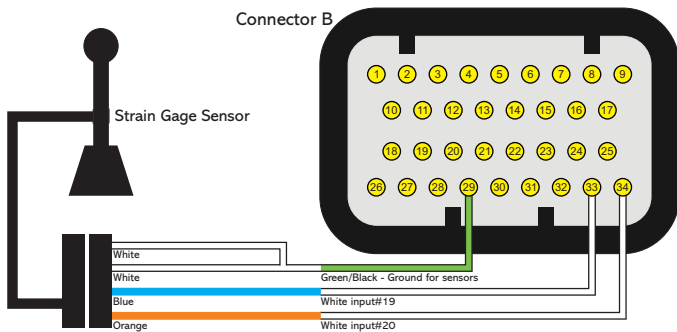 Connector B
1 2 3 4 5 6 7 8 9
Strain Gage Sensor
10 11 12 13 14 15 16 17
18 19 20 21 22 23 24 25
26 27 28 29 30 31 32 33 34
White
White Green/Black - Ground for sensors
Blue White input#19
Orange White input#20